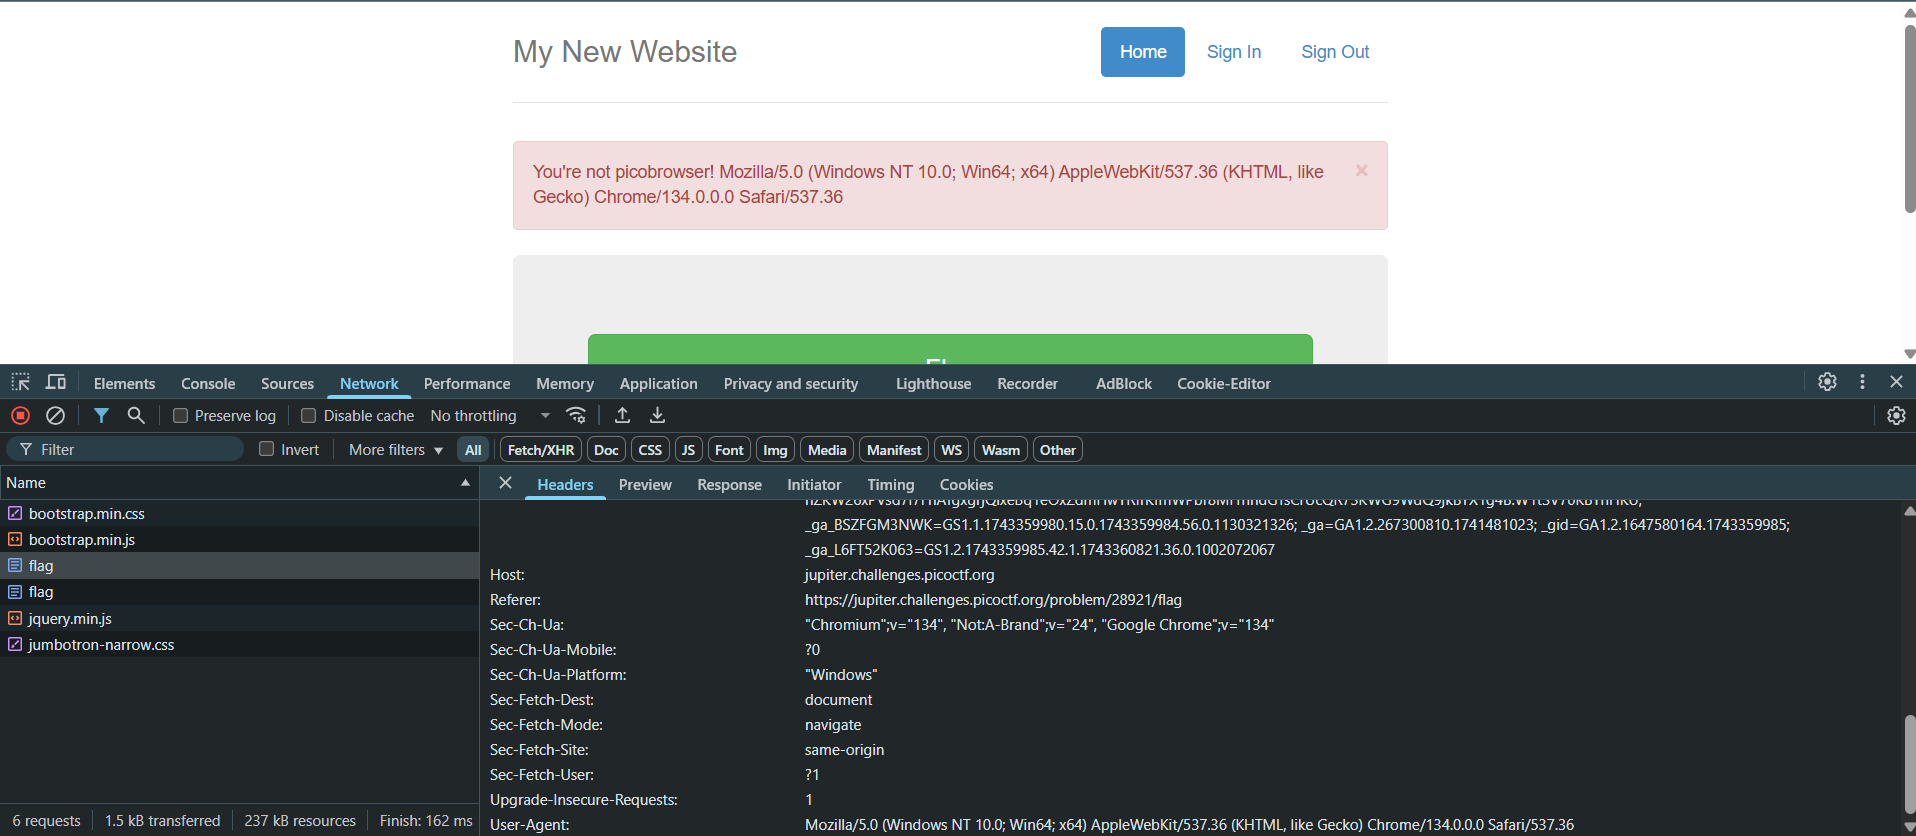 My New Website
Home
Sign In
Sign Out
You're not picobrowser! Mozilla/5.0 (Windows NT 10.0; Win64; x64) AppleWebKit/537.36 (KHTML, like
Gecko) Chrome/134.0.0.0 Safari/537.36
×
Elements Console Sources Network Performance Memory Application Privacy and security Lighthouse Recorder AdBlock Cookie-Editor
Preserve log Disable cache No throttling
Filter Invert More filters All Fetch/XHR Doc CSS JS Font Img Media Manifest WS Wasm Other
Name
Headers Preview Response Initiator Timing Cookies
bootstrap.min.css
bootstrap.min.js
flag
flag
jquery.min.js
jumbotron-narrow.css
_ga_BSZFGM3NWK=GS1.1.1743359980.15.0.1743359984.56.0.1130321326; _ga=GA1.2.267300810.1741481023; _gid=GA1.2.1647580164.1743359985;
_ga_L6FT52K063=GS1.2.1743359985.42.1.1743360821.36.0.1002072067
Host: jupiter.challenges.picoctf.org
Referer: https://jupiter.challenges.picoctf.org/problem/28921/flag
Sec-Ch-Ua: "Chromium";v="134", "Not:A-Brand";v="24", "Google Chrome";v="134"
Sec-Ch-Ua-Mobile: ?0
Sec-Ch-Ua-Platform: "Windows"
Sec-Fetch-Dest: document
Sec-Fetch-Mode: navigate
Sec-Fetch-Site: same-origin
Sec-Fetch-User: ?1
Upgrade-Insecure-Requests: 1
User-Agent: Mozilla/5.0 (Windows NT 10.0; Win64; x64) AppleWebKit/537.36 (KHTML, like Gecko) Chrome/134.0.0.0 Safari/537.36
6 requests 1.5 kB transferred 237 kB resources Finish: 162 ms